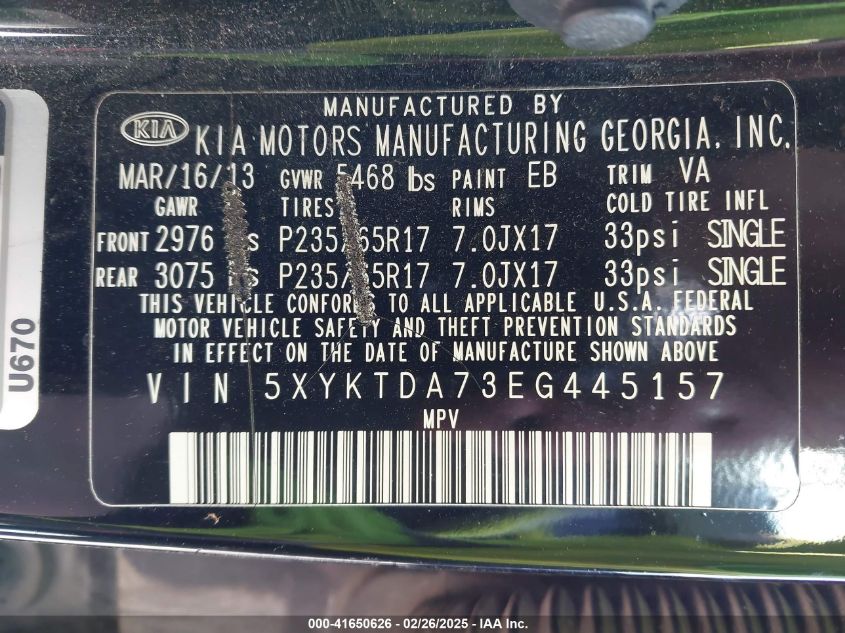 MANUFACTURED BY
KIA KIA MOTORS MANUFACTURING GEORGIA, INC.
MAR/16/13 GVWR 5468 lbs PAINT EB TRIM VA
GAWR TIRES RIMS COLD TIRE INFL
FRONT 2976 P235/65R17 7.0JX17 33psi SINGLE
REAR 3075 P235/65R17 7.0JX17 33psi SINGLE
THIS VEHICLE CONFORMS TO ALL APPLICABLE U.S.A. FEDERAL
MOTOR VEHICLE SAFETY AND THEFT PREVENTION STANDARDS
IN EFFECT ON THE DATE OF MANUFACTURE SHOWN ABOVE
VIN 5XYKTDA73EG445157
MPV
U670
000-41650626 - 02/26/2025 - IAA Inc.